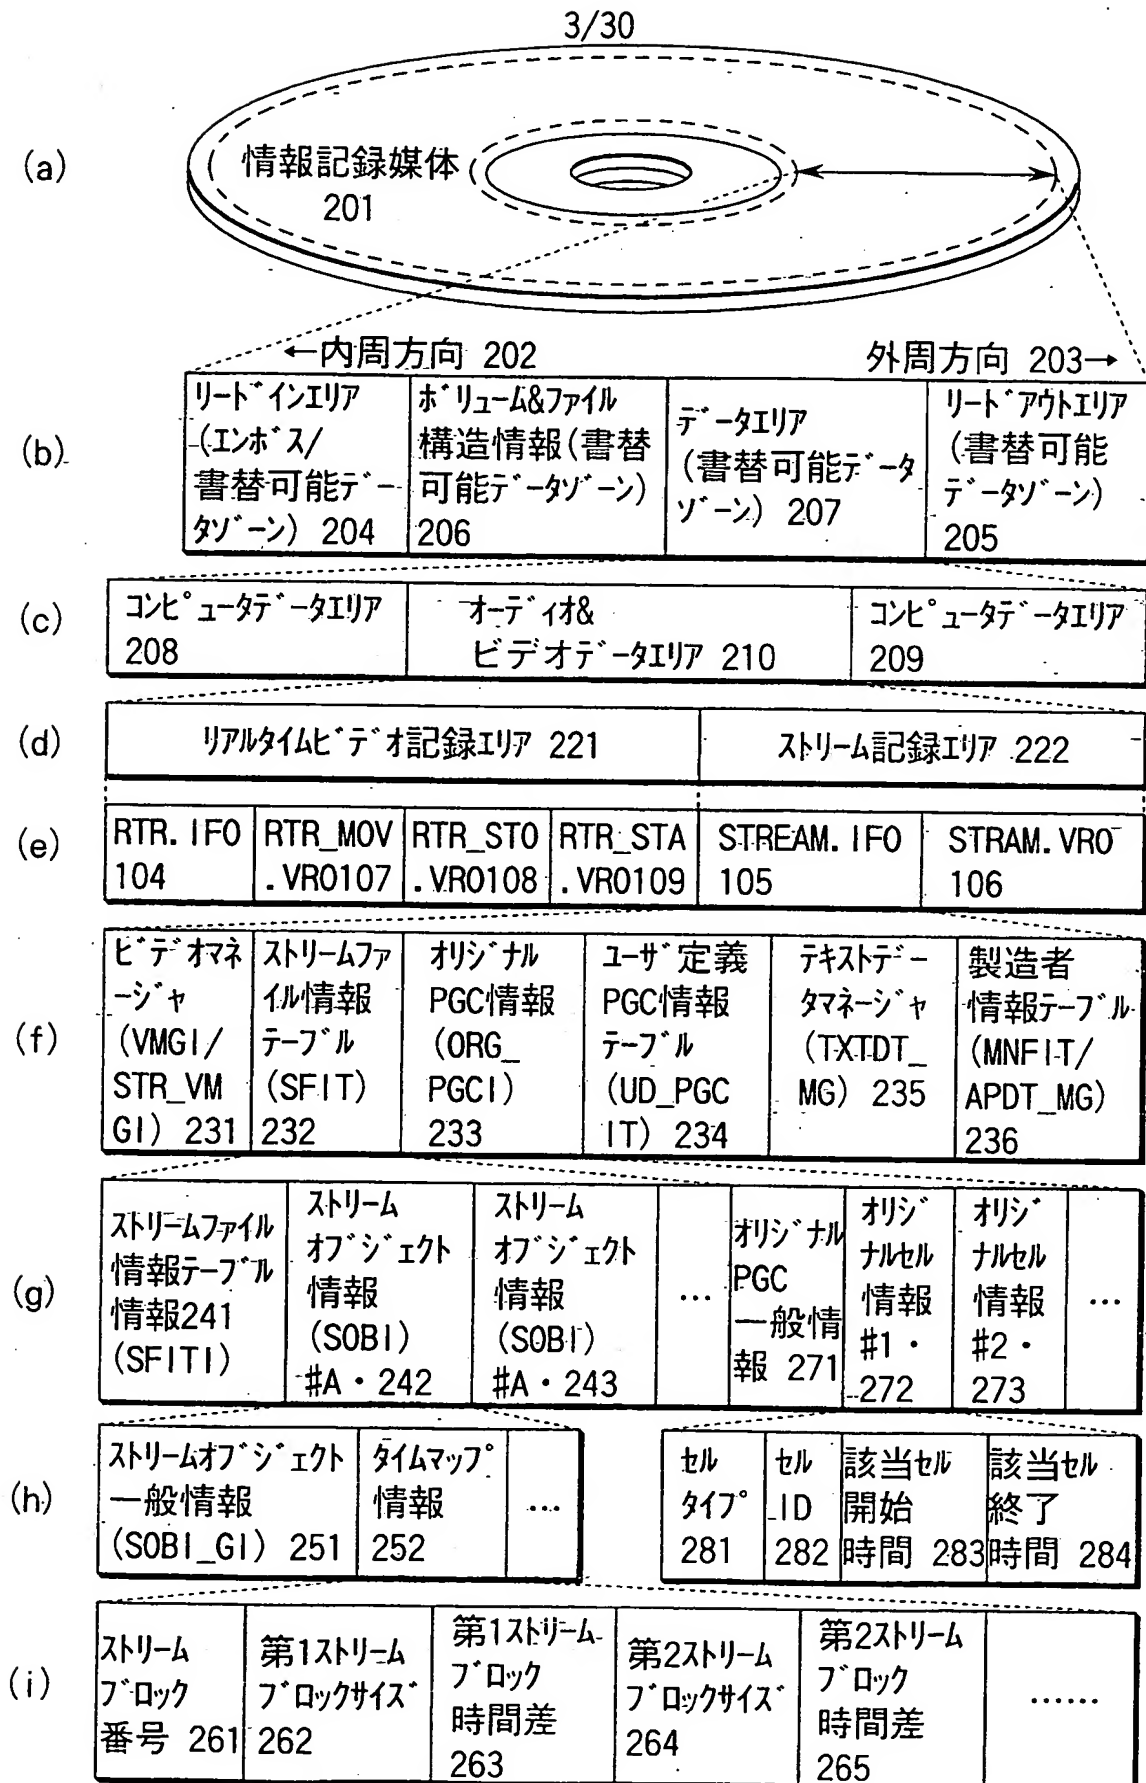 3/30
(a)
情報記録媒体
201
←内周方向 202
外周方向 203→
(b)
リードインエリア
(エンボス/
書替可能デー
タゾーン) 204
ボリューム&ファイル
構造情報(書替
可能データゾーン)
206
データエリア
(書替可能データ
ゾーン) 207
リードアウトエリア
(書替可能
データゾーン)
205
(c)
コンピュータデータエリア
208
オーディオ&
ビデオデータエリア 210
コンピュータデータエリア
209
(d)
リアルタイムビデオ記録エリア 221
ストリーム記録エリア 222
(e)
RTR.IFO
104
RTR_MOV
.VRO107
RTR_STO
.VRO108
RTR_STA
.VRO109
STREAM.IFO
105
STRAM.VRO
106
(f)
ビデオマネ
ージャ
(VMGI/
STR_VM
GI) 231
ストリームファ
イル情報
テーブル
(SFIT)
232
オリジナル
PGC情報
(ORG_
PGCI)
233
ユーザ定義
PGC情報
テーブル
(UD_PGC
IT) 234
テキストデー
タマネージャ
(TXTDT_
MG) 235
製造者
情報テーブル
(MNFIT/
APDT_MG)
236
(g)
ストリームファイル
情報テーブル
情報241
(SFITI)
ストリーム
オブジェクト
情報
(SOBI)
#A・242
ストリーム
オブジェクト
情報
(SOBI)
#A・243
…
オリジナル
PGC
一般情
報 271
オリジ
ナルセル
情報
#1・
272
オリジ
ナルセル
情報
#2・
273
…
(h)
ストリームオブジェクト
一般情報
(SOBI_GI) 251
タイムマップ
情報
252
…
セル
タイプ
281
セル
ID
282
該当セル
開始
時間 283
該当セル
終了
時間 284
(i)
ストリーム
ブロック
番号 261
第1ストリーム
ブロックサイズ
262
第1ストリーム
ブロック
時間差
263
第2ストリーム
ブロックサイズ
264
第2ストリーム
ブロック
時間差
265
……